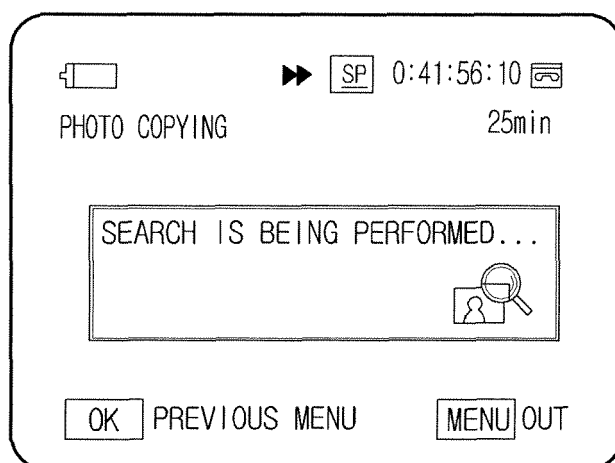 SP 0:41:56:10
PHOTO COPYING 25min
SEARCH IS BEING PERFORMED...
OK PREVIOUS MENU MENU OUT